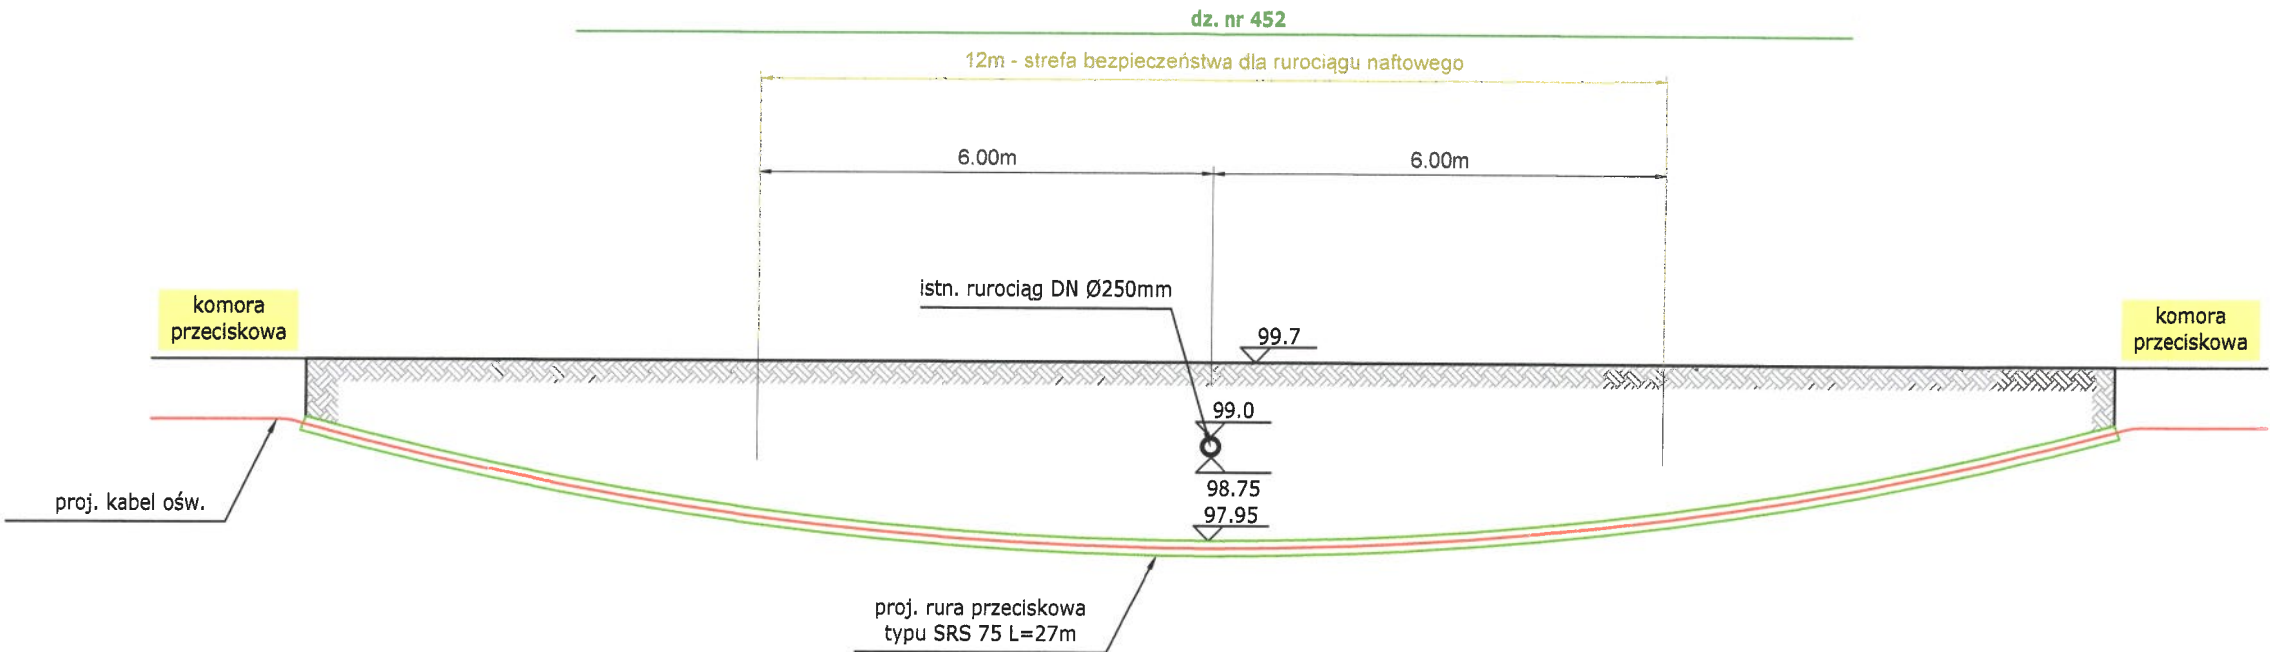 dz. nr 452
12m - strefa bezpieczeństwa dla rurociągu naftowego
6.00m
6.00m
istn. rurociąg DN Ø250mm
komora
przeciskowa
99.7
komora
przeciskowa
99.0
98.75
97.95
proj. kabel ośw.
proj. rura przeciskowa
typu SRS 75 L=27m